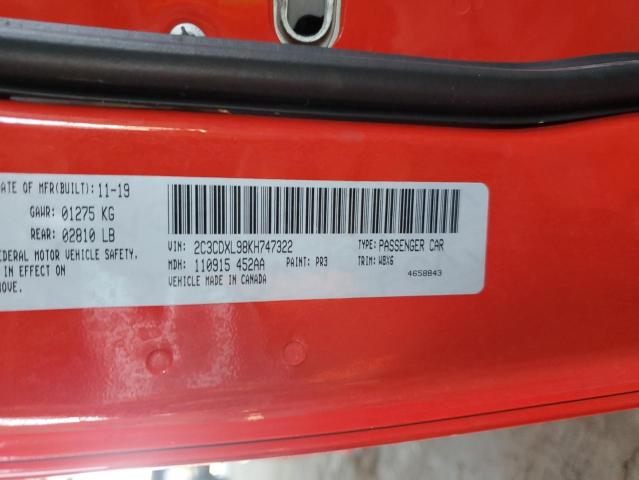 DATE OF MFR(BUILT): 11-19
GAWR: 01275 KG
REAR: 02810 LB
FEDERAL MOTOR VEHICLE SAFETY.
IN EFFECT ON
ABOVE.
VIN: 2C3CDXL98KH747322
TYPE: PASSENGER CAR
MDH: 110915 452AA
PAINT: PR3
TRIM: WBXG
VEHICLE MADE IN CANADA
4658843